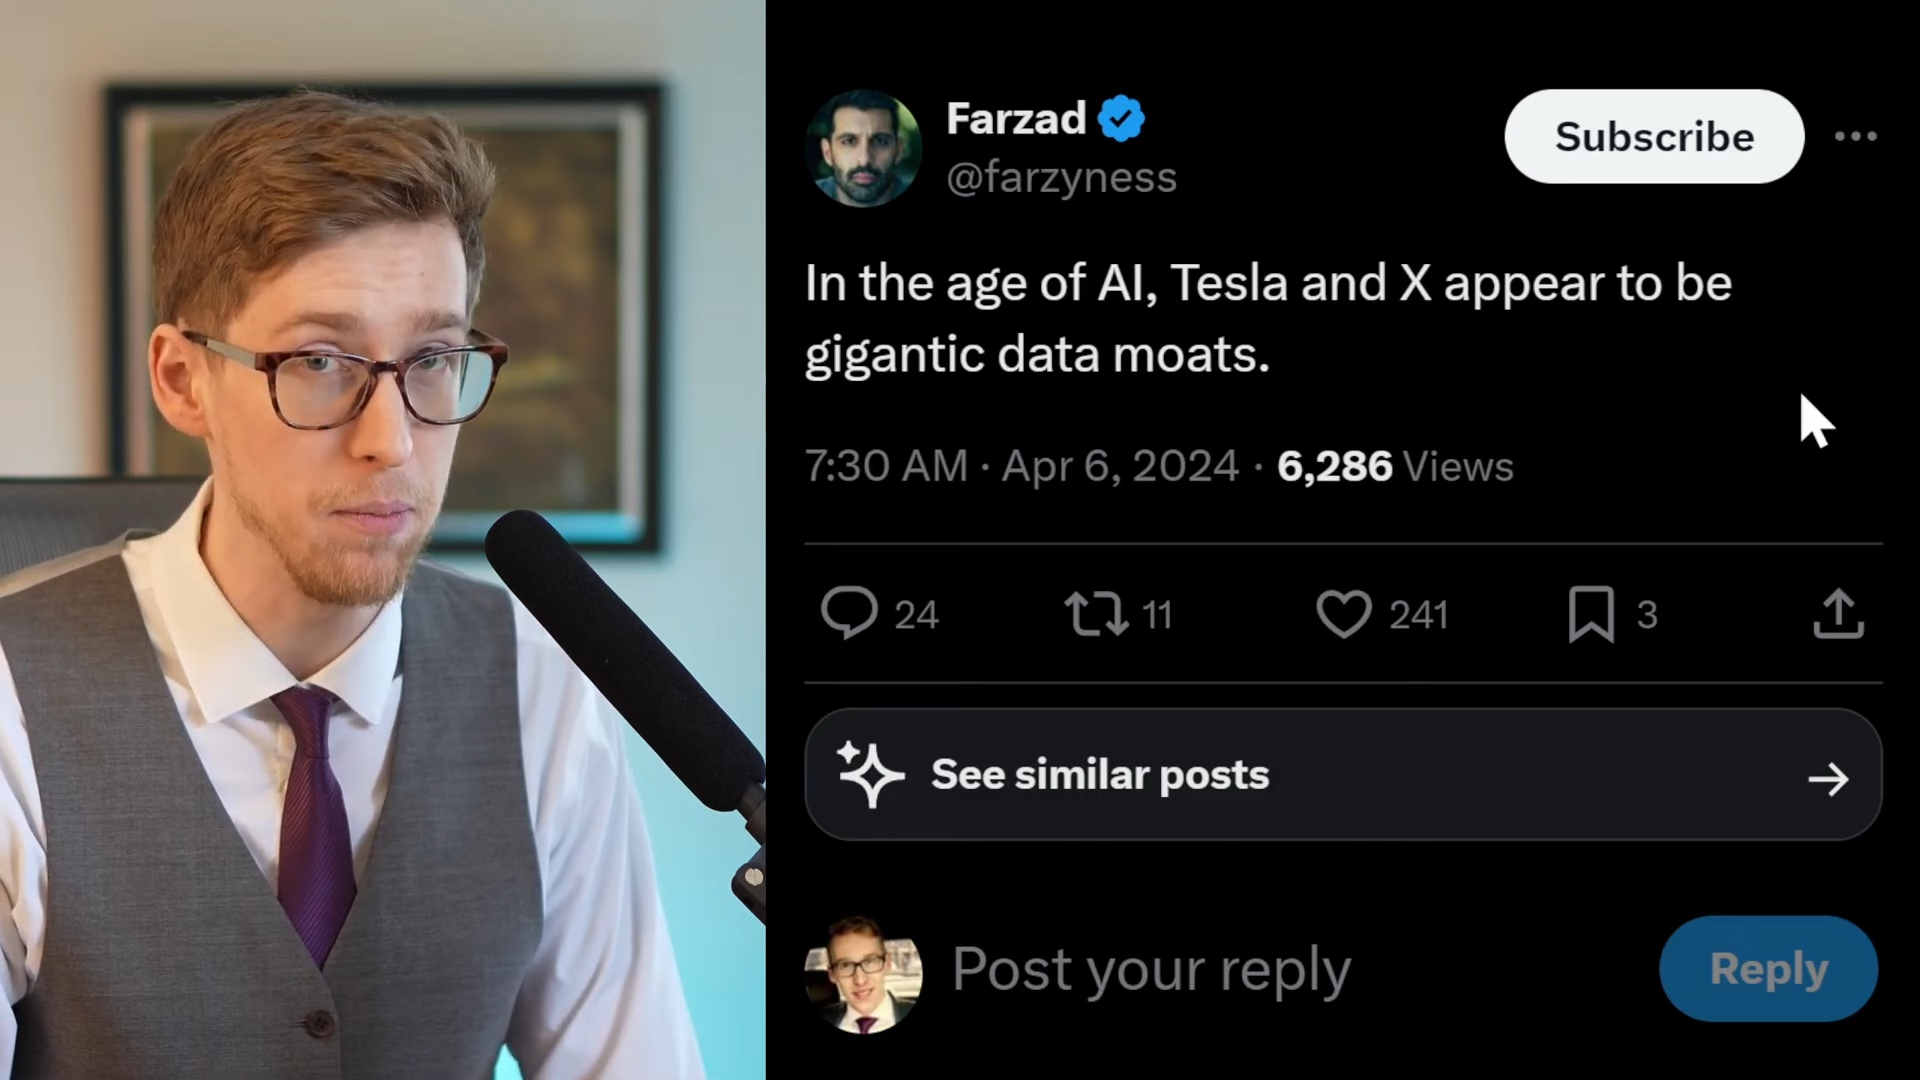 Farzad
@farzyness
Subscribe
In the age of AI, Tesla and X appear to be
gigantic data moats.
7:30 AM · Apr 6, 2024 · 6,286 Views
24 11 241 3
See similar posts
Post your reply
Reply